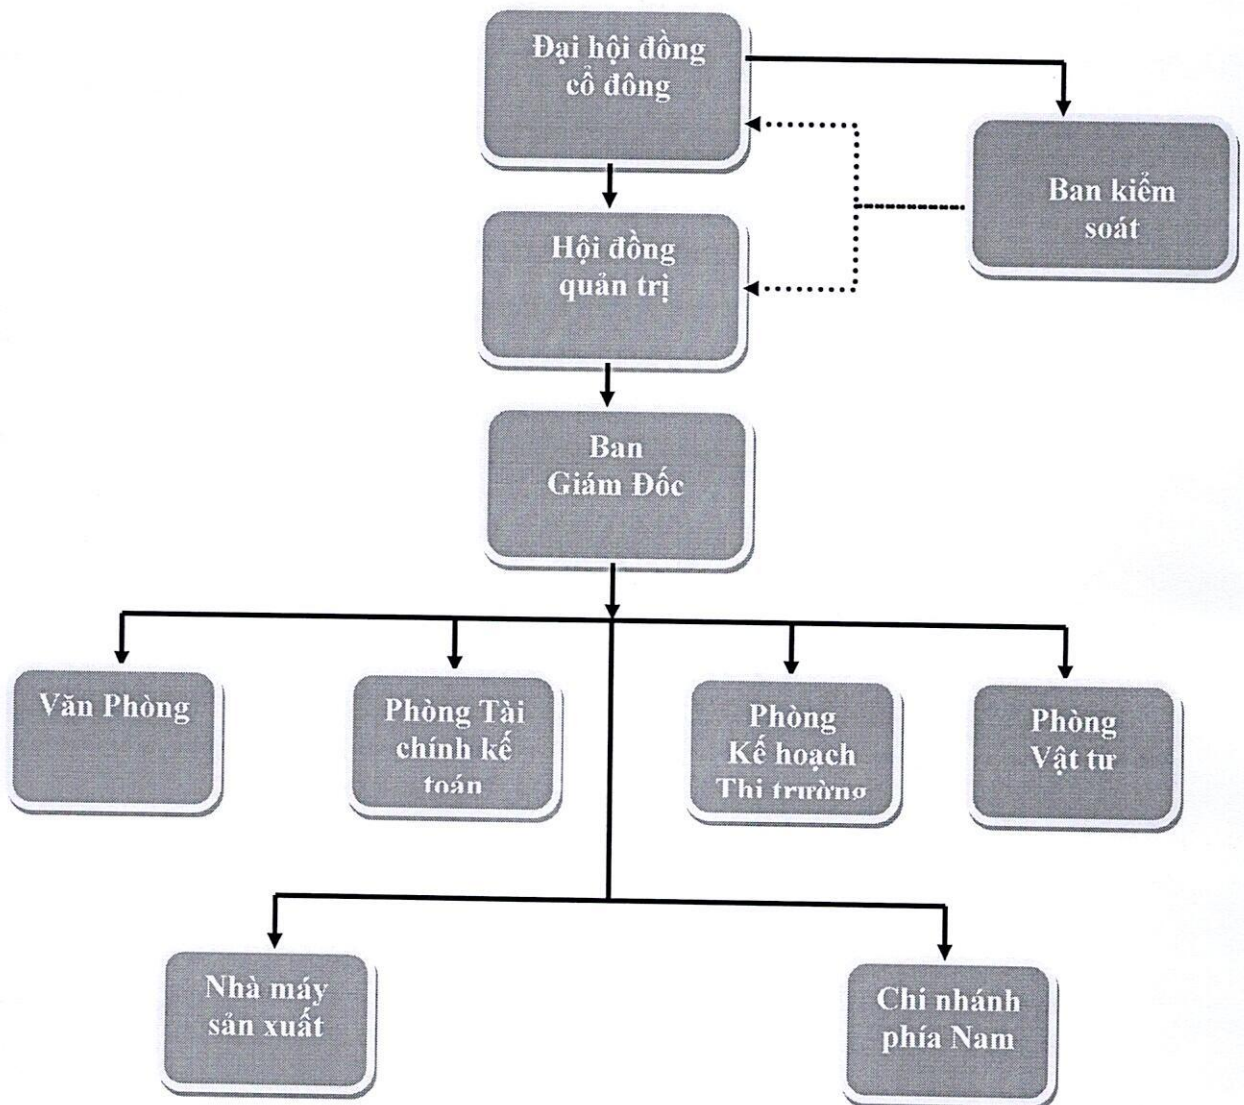 Đại hội đồng
cổ đông
Ban kiểm
soát
Hội đồng
quản trị
Ban
Giám Đốc
Văn Phòng
Phòng Tài
chính kế
toán
Phòng
Kế hoạch
Thị trường
Phòng
Vật tư
Nhà máy
sản xuất
Chi nhánh
phía Nam